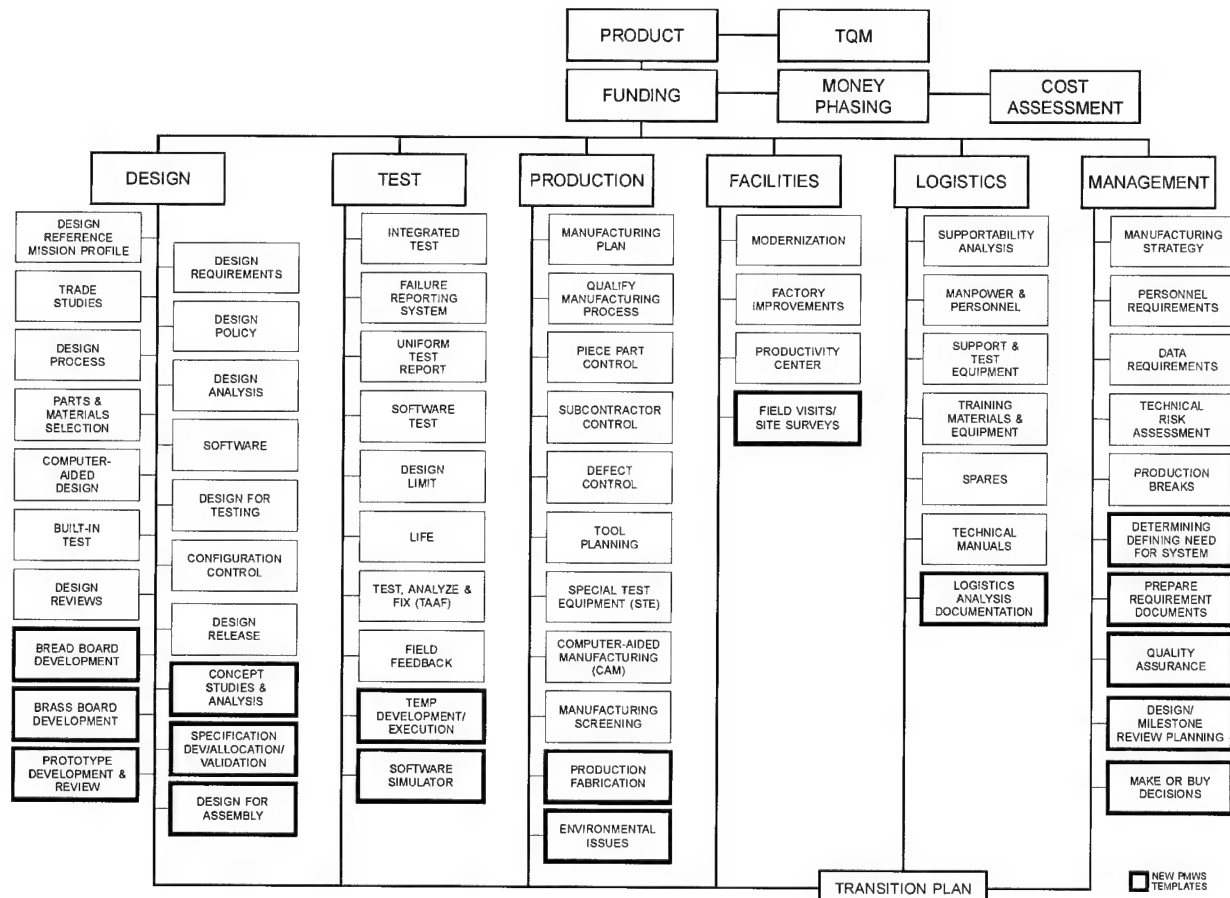 PRODUCT
TQM
FUNDING
MONEY
PHASING
COST
ASSESSMENT
DESIGN
TEST
PRODUCTION
FACILITIES
LOGISTICS
MANAGEMENT
DESIGN
REFERENCE
MISSION PROFILE
TRADE
STUDIES
DESIGN
PROCESS
PARTS &
MATERIALS
SELECTION
COMPUTER-
AIDED
DESIGN
BUILT-IN
TEST
DESIGN
REVIEWS
BREAD BOARD
DEVELOPMENT
BRASS BOARD
DEVELOPMENT
PROTOTYPE
DEVELOPMENT &
REVIEW
DESIGN
REQUIREMENTS
DESIGN
POLICY
DESIGN
ANALYSIS
SOFTWARE
DESIGN FOR
TESTING
CONFIGURATION
CONTROL
DESIGN
RELEASE
CONCEPT
STUDIES &
ANALYSIS
SPECIFICATION
DEV/ALLOCATION/
VALIDATION
DESIGN FOR
ASSEMBLY
INTEGRATED
TEST
FAILURE
REPORTING
SYSTEM
UNIFORM
TEST
REPORT
SOFTWARE
TEST
DESIGN
LIMIT
LIFE
TEST, ANALYZE
& FIX (TAAF)
FIELD
FEEDBACK
TEMP
DEVELOPMENT/
EXECUTION
SOFTWARE
SIMULATOR
MANUFACTURING
PLAN
QUALIFY
MANUFACTURING
PROCESS
PIECE PART
CONTROL
SUBCONTRACTOR
CONTROL
DEFECT
CONTROL
TOOL
PLANNING
SPECIAL TEST
EQUIPMENT (STE)
COMPUTER-AIDED
MANUFACTURING
(CAM)
MANUFACTURING
SCREENING
PRODUCTION
FABRICATION
ENVIRONMENTAL
ISSUES
MODERNIZATION
FACTORY
IMPROVEMENTS
PRODUCTIVITY
CENTER
FIELD VISITS/
SITE SURVEYS
SUPPORTABILITY
ANALYSIS
MANPOWER &
PERSONNEL
SUPPORT &
TEST
EQUIPMENT
TRAINING
MATERIALS &
EQUIPMENT
SPARES
TECHNICAL
MANUALS
LOGISTICS
ANALYSIS
DOCUMENTATION
MANUFACTURING
STRATEGY
PERSONNEL
REQUIREMENTS
DATA
REQUIREMENTS
TECHNICAL
RISK
ASSESSMENT
PRODUCTION
BREAKS
DETERMINING
DEFINING NEED
FOR SYSTEM
PREPARE
REQUIREMENT
DOCUMENTS
QUALITY
ASSURANCE
DESIGN/
MILESTONE
REVIEW PLANNING
MAKE OR BUY
DECISIONS
TRANSITION PLAN
NEW PMWS
TEMPLATES